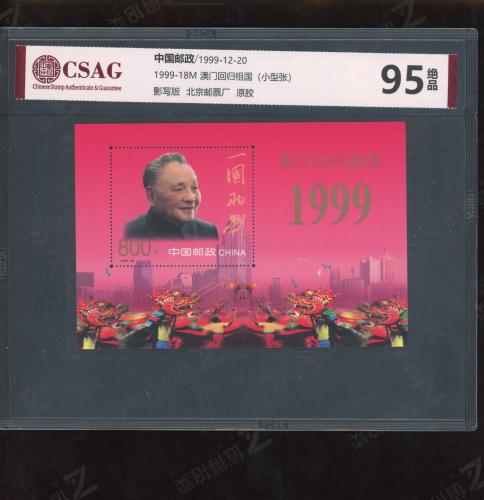 CSAG
Chinese Stamp Authenticate & Guarantee
中国邮政/1999-12-20
1999-18M 澳门回归祖国（小型张）
影写版 北京邮票厂 原胶
95 绝品
一国两制
澳门回归祖国
1999
800分
中国邮政 CHINA